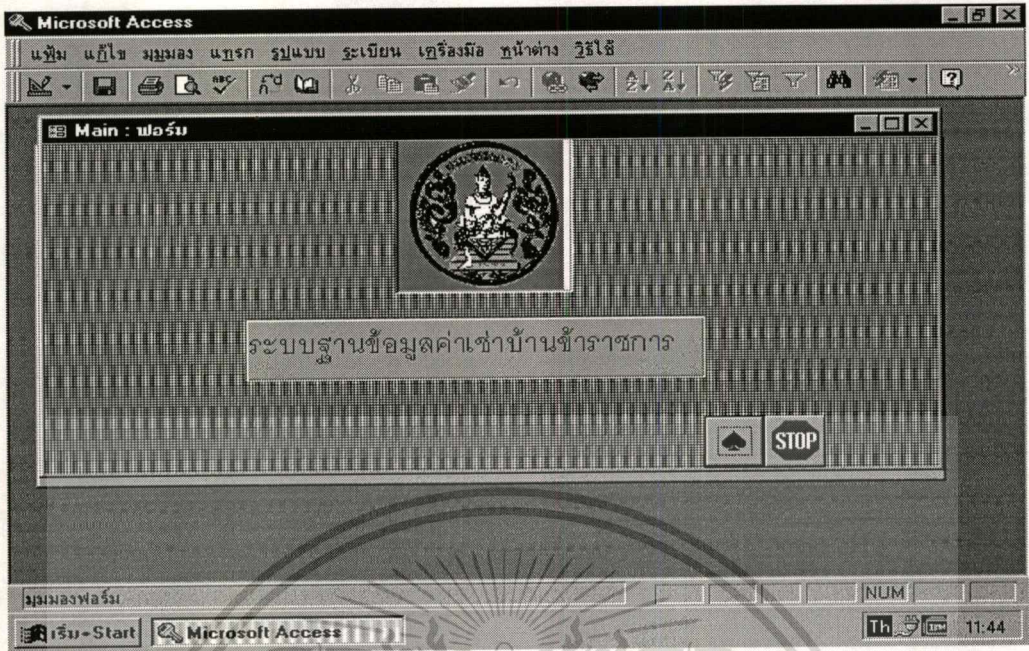 Microsoft Access
แฟ้ม แก้ไข มุมมอง แทรก รูปแบบ ระเบียน เครื่องมือ หน้าต่าง วิธีใช้
Main : ฟอร์ม
ระบบฐานข้อมูลค่าเช่าบ้านข้าราชการ
STOP
มุมมองฟอร์ม NUM
เริ่ม-Start Microsoft Access Th 11:44